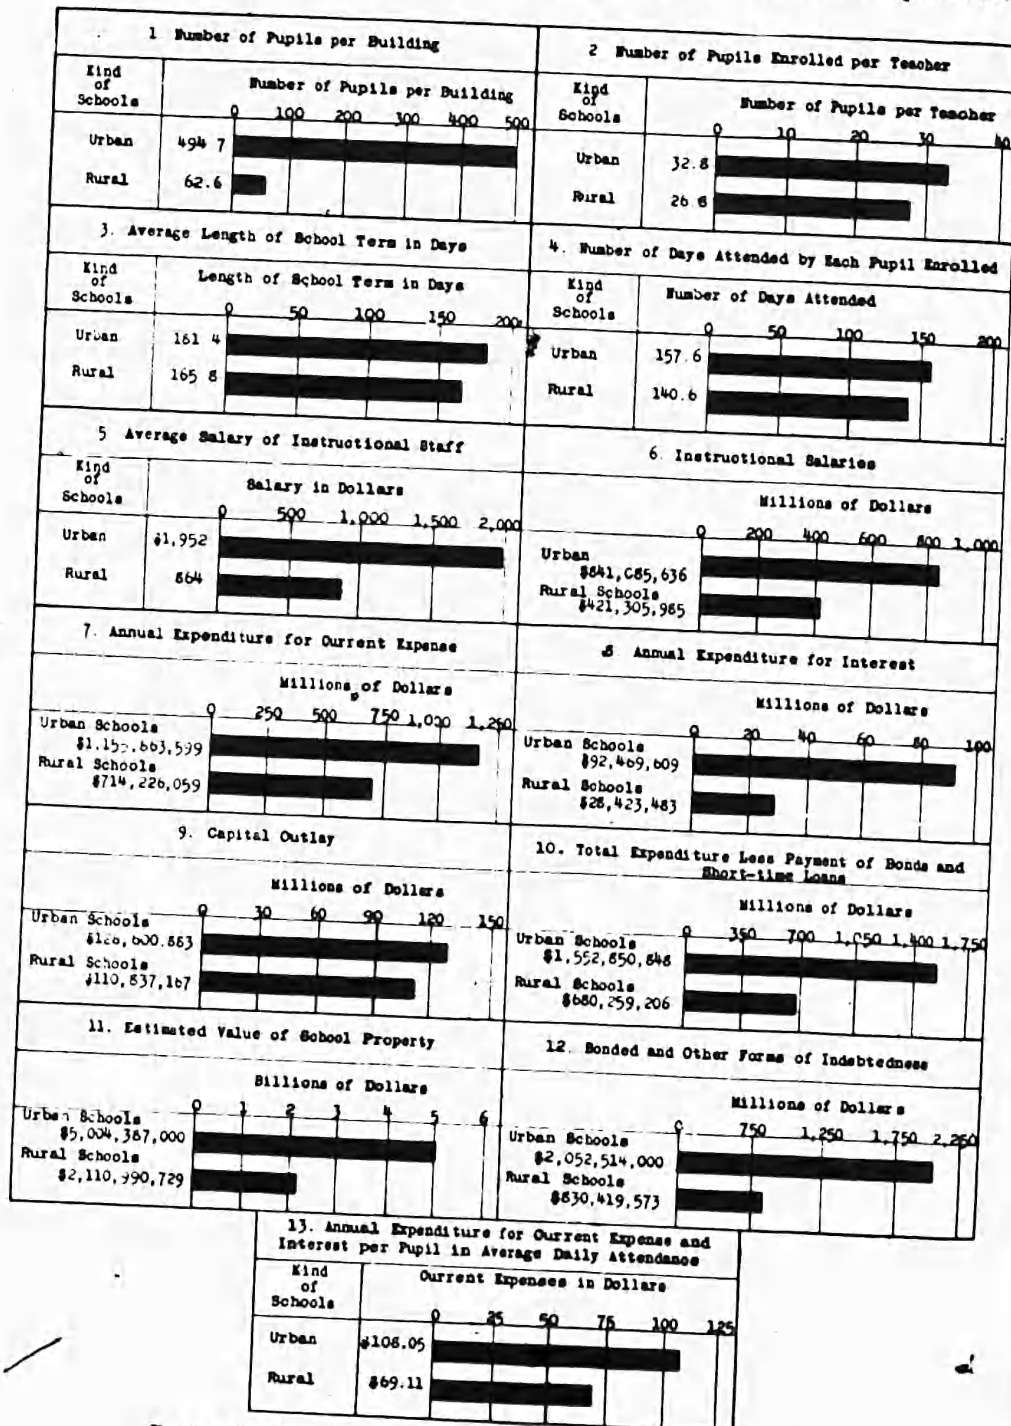 1 Number of Pupils per Building
Kind of Schools
Number of Pupils per Building
0 100 200 300 400 500
Urban 494 7
Rural 62.6
2 Number of Pupils Enrolled per Teacher
Kind of Schools
Number of Pupils per Teacher
0 10 20 30 40
Urban 32.8
Rural 26.8
3. Average Length of School Term in Days
Kind of Schools
Length of School Term in Days
0 50 100 150 200
Urban 181 4
Rural 165 8
4. Number of Days Attended by Each Pupil Enrolled
Kind of Schools
Number of Days Attended
0 50 100 150 200
Urban 157.6
Rural 140.6
5 Average Salary of Instructional Staff
Kind of Schools
Salary in Dollars
0 500 1,000 1,500 2,000
Urban $1,952
Rural 864
6. Instructional Salaries
Millions of Dollars
0 200 400 600 800 1,000
Urban
$841,085,636
Rural Schools
$421,305,985
7. Annual Expenditure for Current Expense
Millions of Dollars
0 250 500 750 1,000 1,250
Urban Schools
Rural Schools
$714,226,059
8 Annual Expenditure for Interest
Millions of Dollars
0 20 40 60 80 100
Urban Schools
$92,469,609
Rural Schools
$28,423,483
9. Capital Outlay
Millions of Dollars
0 30 60 90 120 150
Urban Schools
Rural Schools
$110,837,167
10. Total Expenditure Less Payment of Bonds and
Short-time Loans
Millions of Dollars
0 350 700 1,050 1,400 1,750
Urban Schools
$1,552,850,848
Rural Schools
$680,259,206
11. Estimated Value of School Property
Billions of Dollars
0 1 2 3 4 5 6
Urban Schools
$5,004,387,000
Rural Schools
$2,110,990,729
12. Bonded and Other Forms of Indebtedness
Millions of Dollars
0 750 1,250 1,750 2,250
Urban Schools
$2,052,514,000
Rural Schools
$830,419,573
13. Annual Expenditure for Current Expense and
Interest per Pupil in Average Daily Attendance
Kind of Schools
Current Expenses in Dollars
0 25 50 75 100 125
Urban $108.05
Rural $69.11